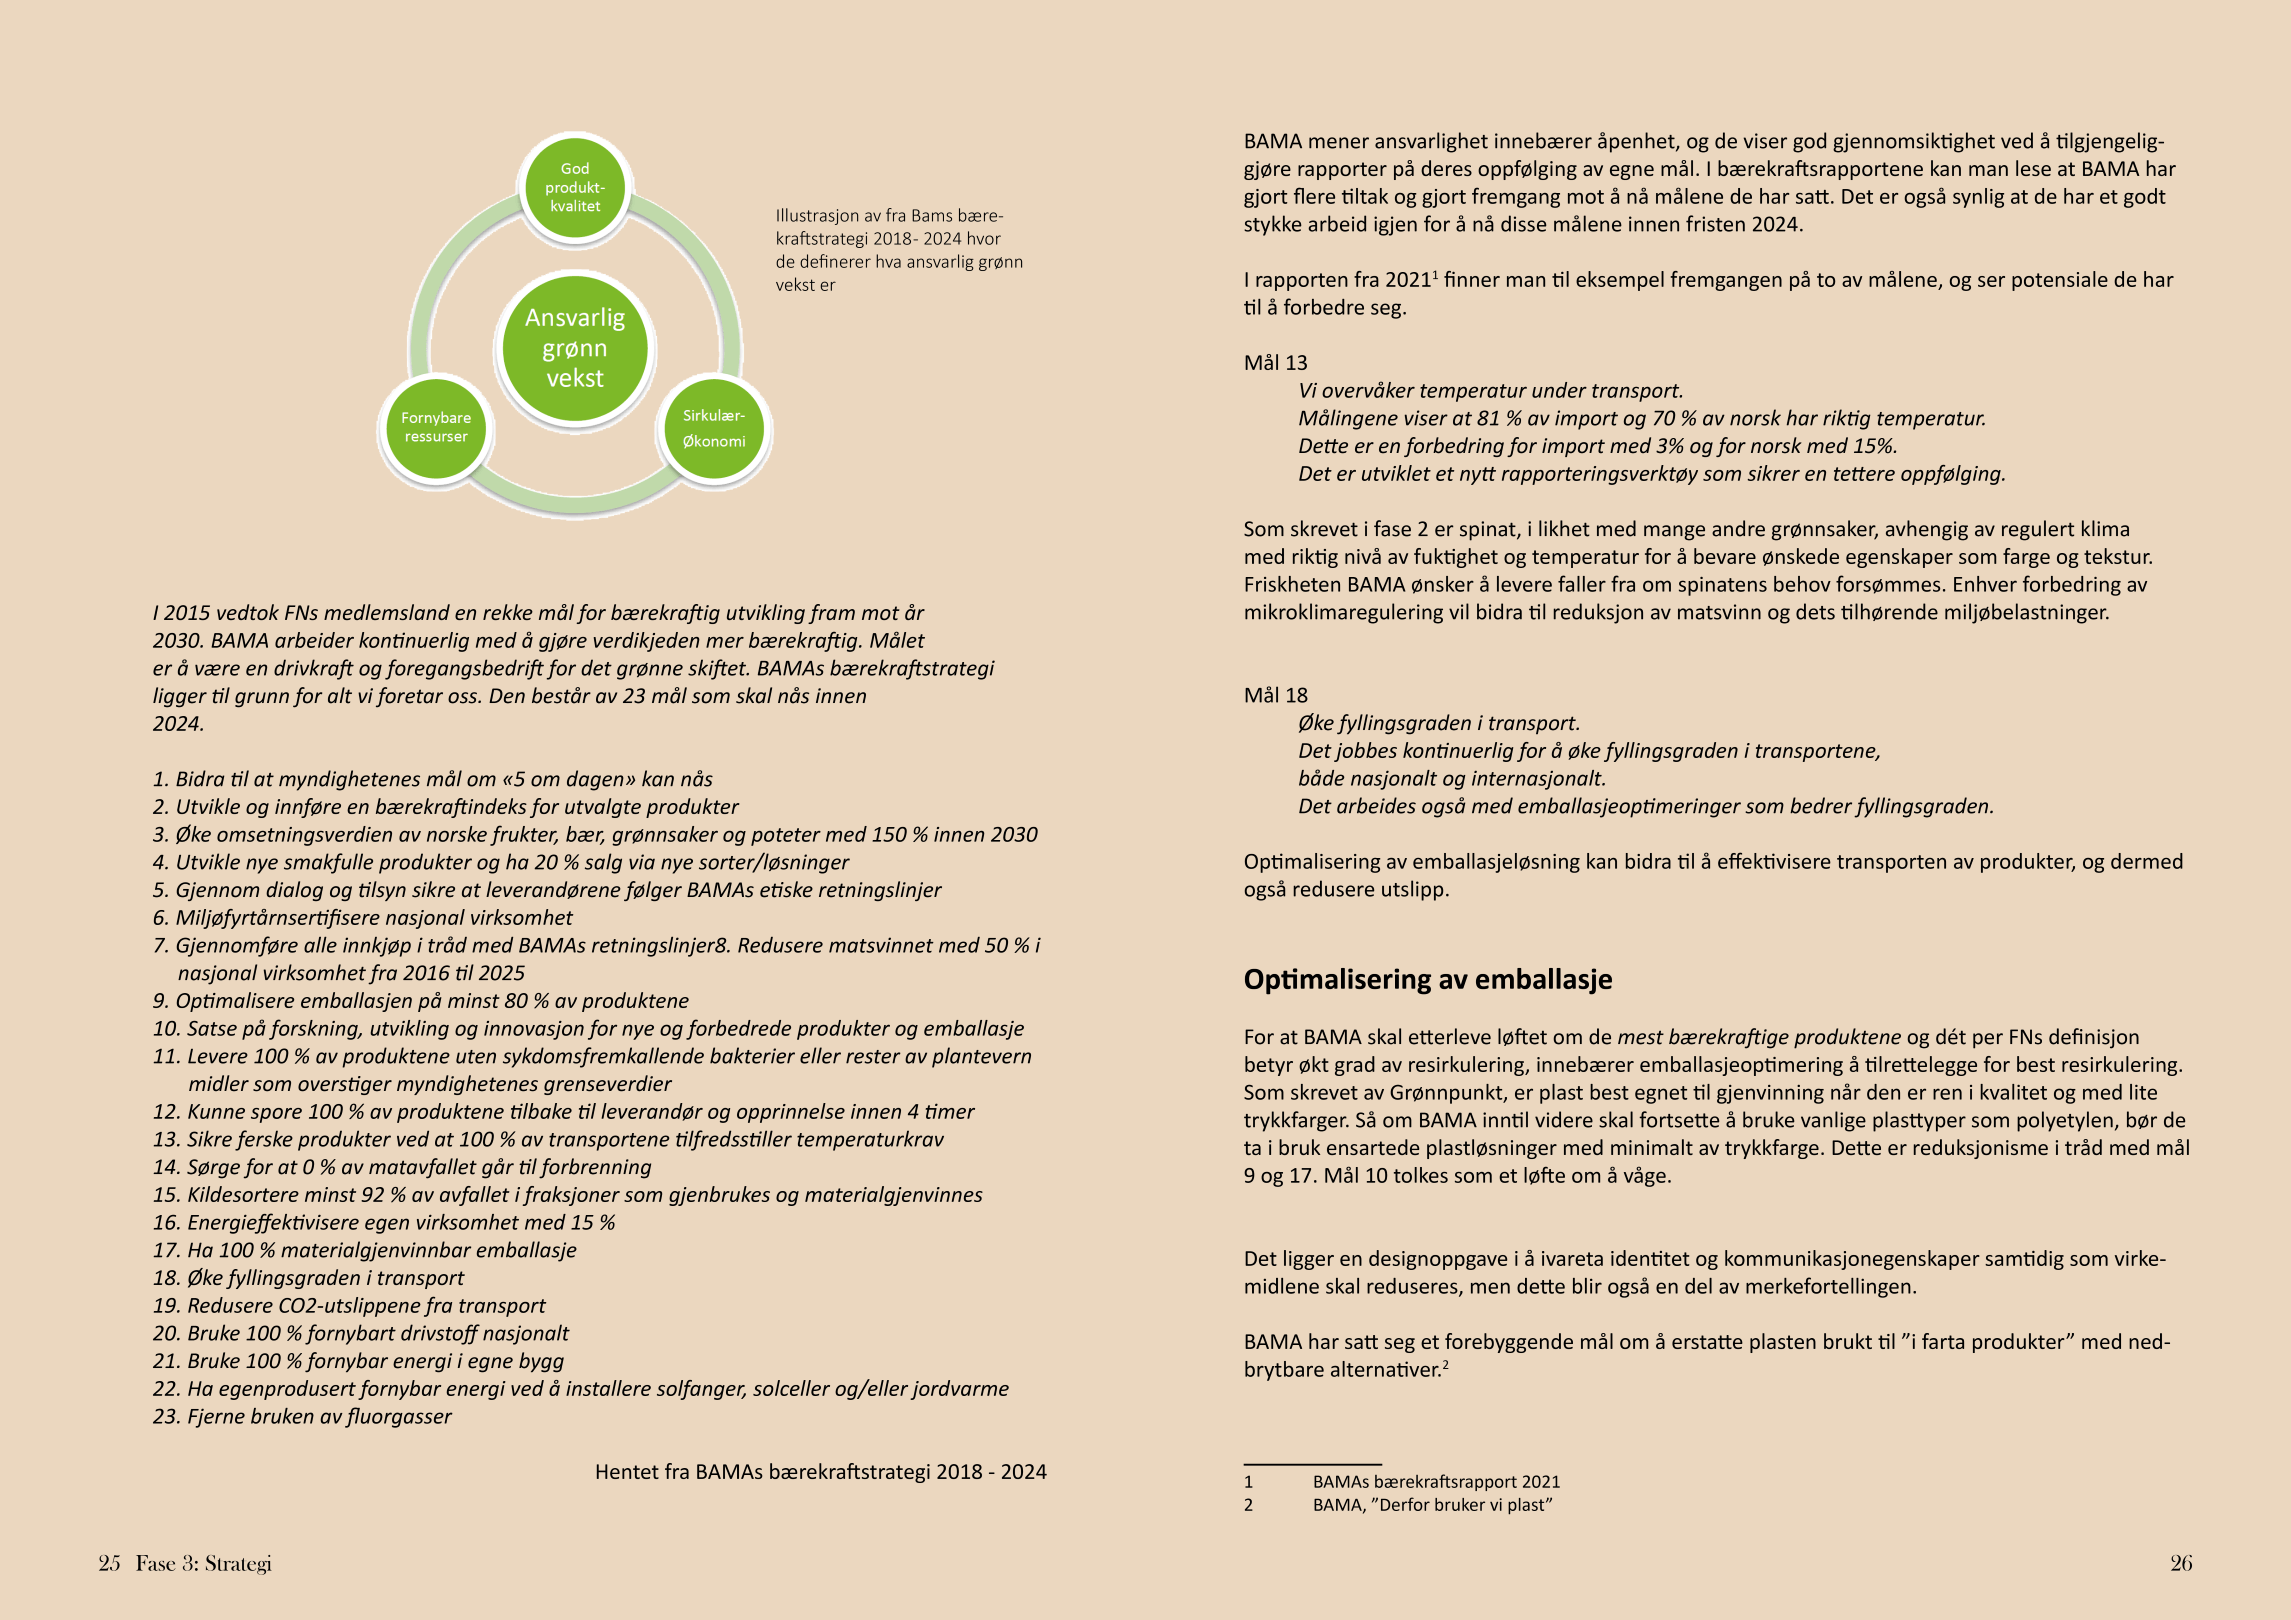 God
produkt-
kvalitet
Ansvarlig
grønn
vekst
Fornybare
ressurser
Sirkulær-
Økonomi
Illustrasjon av fra Bams bære-
kraftstrategi 2018- 2024 hvor
de definerer hva ansvarlig grønn
vekst er
I 2015 vedtok FNs medlemsland en rekke mål for bærekraftig utvikling fram mot år
2030. BAMA arbeider kontinuerlig med å gjøre verdikjeden mer bærekraftig. Målet
er å være en drivkraft og foregangsbedrift for det grønne skiftet. BAMAs bærekraftstrategi
ligger til grunn for alt vi foretar oss. Den består av 23 mål som skal nås innen
2024.
1. Bidra til at myndighetenes mål om «5 om dagen» kan nås
2. Utvikle og innføre en bærekraftindeks for utvalgte produkter
3. Øke omsetningsverdien av norske frukter, bær, grønnsaker og poteter med 150 % innen 2030
4. Utvikle nye smakfulle produkter og ha 20 % salg via nye sorter/løsninger
5. Gjennom dialog og tilsyn sikre at leverandørene følger BAMAs etiske retningslinjer
6. Miljøfyrtårnsertifisere nasjonal virksomhet
7. Gjennomføre alle innkjøp i tråd med BAMAs retningslinjer8. Redusere matsvinnet med 50 % i
nasjonal virksomhet fra 2016 til 2025
9. Optimalisere emballasjen på minst 80 % av produktene
10. Satse på forskning, utvikling og innovasjon for nye og forbedrede produkter og emballasje
11. Levere 100 % av produktene uten sykdomsfremkallende bakterier eller rester av plantevern
midler som overstiger myndighetenes grenseverdier
12. Kunne spore 100 % av produktene tilbake til leverandør og opprinnelse innen 4 timer
13. Sikre ferske produkter ved at 100 % av transportene tilfredsstiller temperaturkrav
14. Sørge for at 0 % av matavfallet går til forbrenning
15. Kildesortere minst 92 % av avfallet i fraksjoner som gjenbrukes og materialgjenvinnes
16. Energieffektivisere egen virksomhet med 15 %
17. Ha 100 % materialgjenvinnbar emballasje
18. Øke fyllingsgraden i transport
19. Redusere CO2-utslippene fra transport
20. Bruke 100 % fornybart drivstoff nasjonalt
21. Bruke 100 % fornybar energi i egne bygg
22. Ha egenprodusert fornybar energi ved å installere solfanger, solceller og/eller jordvarme
23. Fjerne bruken av fluorgasser
Hentet fra BAMAs bærekraftstrategi 2018 - 2024
25 Fase 3: Strategi
BAMA mener ansvarlighet innebærer åpenhet, og de viser god gjennomsiktighet ved å tilgjengelig-
gjøre rapporter på deres oppfølging av egne mål. I bærekraftsrapportene kan man lese at BAMA har
gjort flere tiltak og gjort fremgang mot å nå målene de har satt. Det er også synlig at de har et godt
stykke arbeid igjen for å nå disse målene innen fristen 2024.
I rapporten fra 2021¹ finner man til eksempel fremgangen på to av målene, og ser potensiale de har
til å forbedre seg.
Mål 13
Vi overvåker temperatur under transport.
Målingene viser at 81 % av import og 70 % av norsk har riktig temperatur.
Dette er en forbedring for import med 3% og for norsk med 15%.
Det er utviklet et nytt rapporteringsverktøy som sikrer en tettere oppfølging.
Som skrevet i fase 2 er spinat, i likhet med mange andre grønnsaker, avhengig av regulert klima
med riktig nivå av fuktighet og temperatur for å bevare ønskede egenskaper som farge og tekstur.
Friskheten BAMA ønsker å levere faller fra om spinatens behov forsømmes. Enhver forbedring av
mikroklimaregulering vil bidra til reduksjon av matsvinn og dets tilhørende miljøbelastninger.
Mål 18
Øke fyllingsgraden i transport.
Det jobbes kontinuerlig for å øke fyllingsgraden i transportene,
både nasjonalt og internasjonalt.
Det arbeides også med emballasjeoptimeringer som bedrer fyllingsgraden.
Optimalisering av emballasjeløsning kan bidra til å effektivisere transporten av produkter, og dermed
også redusere utslipp.
Optimalisering av emballasje
For at BAMA skal etterleve løftet om de mest bærekraftige produktene og dét per FNs definisjon
betyr økt grad av resirkulering, innebærer emballasjeoptimering å tilrettelegge for best resirkulering.
Som skrevet av Grønnpunkt, er plast best egnet til gjenvinning når den er ren i kvalitet og med lite
trykkfarger. Så om BAMA inntil videre skal fortsette å bruke vanlige plasttyper som polyetylen, bør de
ta i bruk ensartede plastløsninger med minimalt av trykkfarge. Dette er reduksjonisme i tråd med mål
9 og 17. Mål 10 tolkes som et løfte om å våge.
Det ligger en designoppgave i å ivareta identitet og kommunikasjonegenskaper samtidig som virke-
midlene skal reduseres, men dette blir også en del av merkefortellingen.
BAMA har satt seg et forebyggende mål om å erstatte plasten brukt til ”i farta produkter” med ned-
brytbare alternativer.²
1 BAMAs bærekraftsrapport 2021
2 BAMA, ”Derfor bruker vi plast”
26